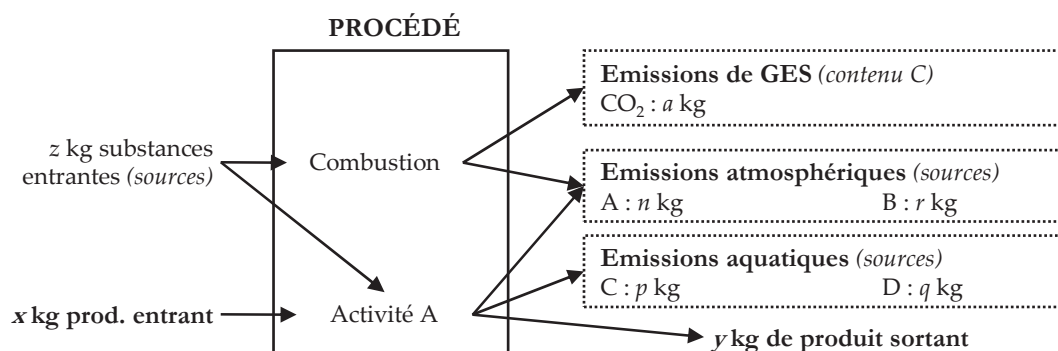 PROCÉDÉ
Emissions de GES (contenu C)
CO₂ : a kg
z kg substances
entrantes (sources)
Combustion
Emissions atmosphériques (sources)
A : n kg B : r kg
Emissions aquatiques (sources)
C : p kg D : q kg
x kg prod. entrant
Activité A
y kg de produit sortant